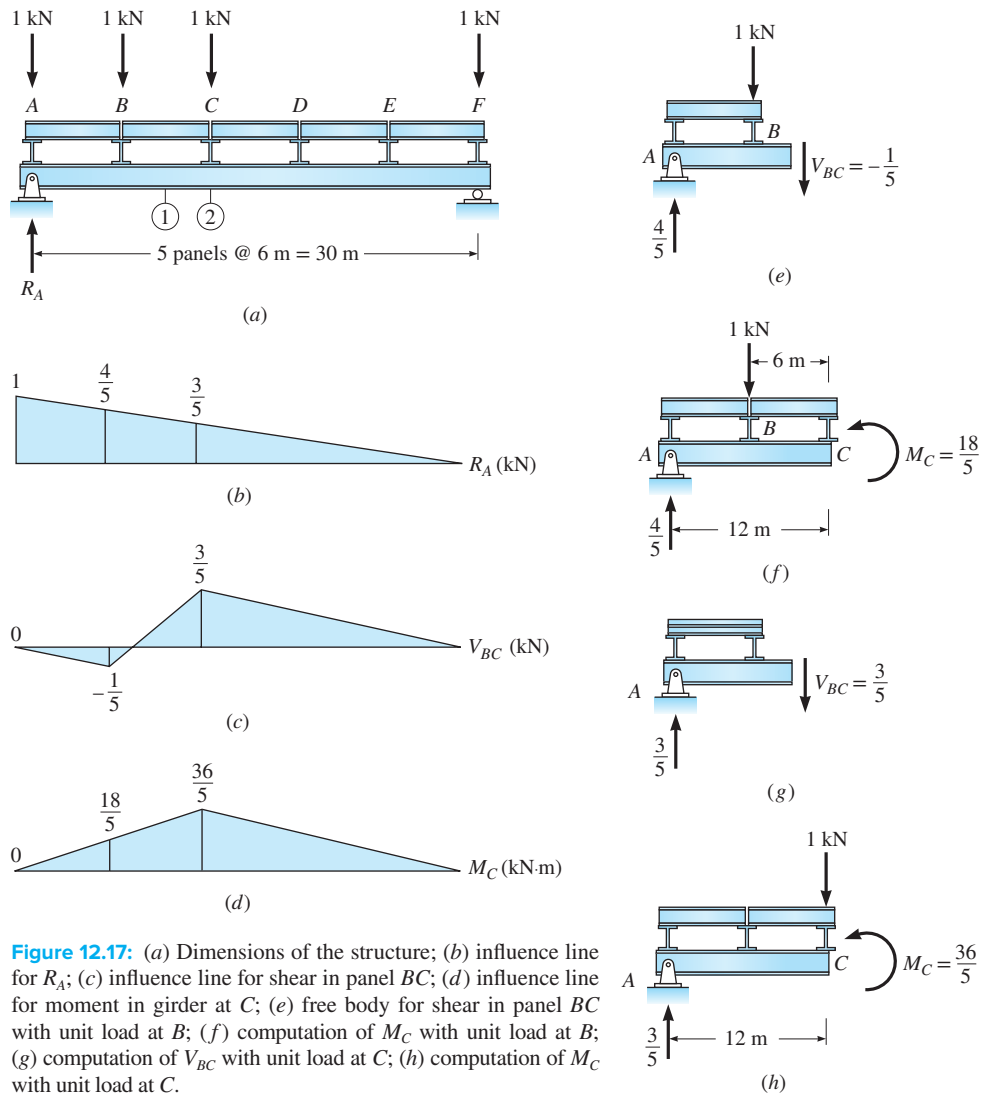 1 kN 1 kN 1 kN 1 kN
A B C D E F
1 2
5 panels @ 6 m = 30 m
R_A
(a)
1 4/5 3/5
R_A (kN)
(b)
0 -1/5 3/5
V_BC (kN)
(c)
0 18/5 36/5
M_C (kN·m)
(d)
1 kN
B
A
V_BC = -1/5
4/5
(e)
1 kN
6 m
B
A C
M_C = 18/5
4/5
12 m
(f)
A
V_BC = 3/5
3/5
(g)
1 kN
A C
M_C = 36/5
3/5
12 m
(h)
Figure 12.17: (a) Dimensions of the structure; (b) influence line
for R_A; (c) influence line for shear in panel BC; (d) influence line
for moment in girder at C; (e) free body for shear in panel BC
with unit load at B; (f) computation of M_C with unit load at B;
(g) computation of V_BC with unit load at C; (h) computation of M_C
with unit load at C.